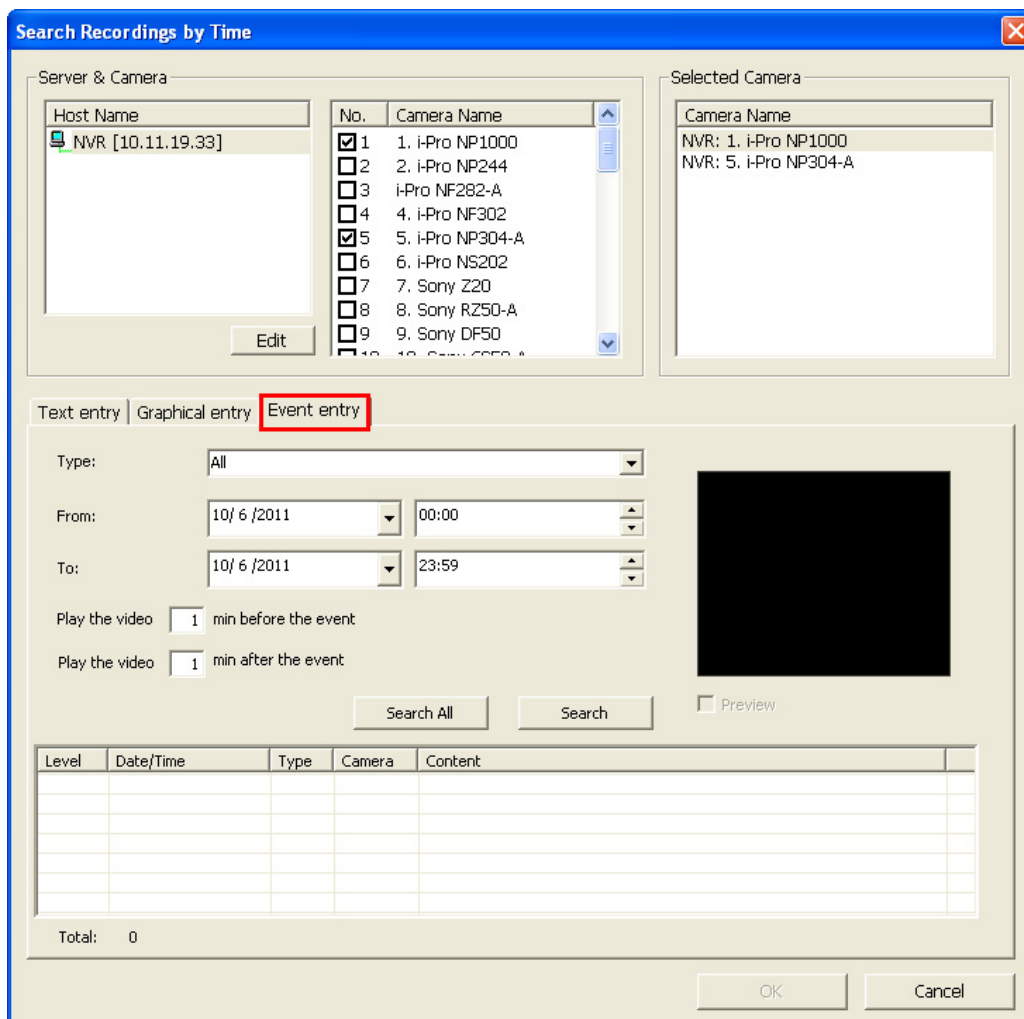 Search Recordings by Time
Server & Camera
Host Name
NVR [10.11.19.33]
Edit
No. Camera Name
1 1. i-Pro NP1000
2 2. i-Pro NP244
3 i-Pro NF282-A
4 4. i-Pro NF302
5 5. i-Pro NP304-A
6 6. i-Pro NS202
7 7. Sony Z20
8 8. Sony RZ50-A
9 9. Sony DF50
Selected Camera
Camera Name
NVR: 1. i-Pro NP1000
NVR: 5. i-Pro NP304-A
Text entry Graphical entry Event entry
Type: All
From: 10/ 6 /2011 00:00
To: 10/ 6 /2011 23:59
Play the video 1 min before the event
Play the video 1 min after the event
Search All Search
Preview
Level Date/Time Type Camera Content
Total: 0
OK Cancel